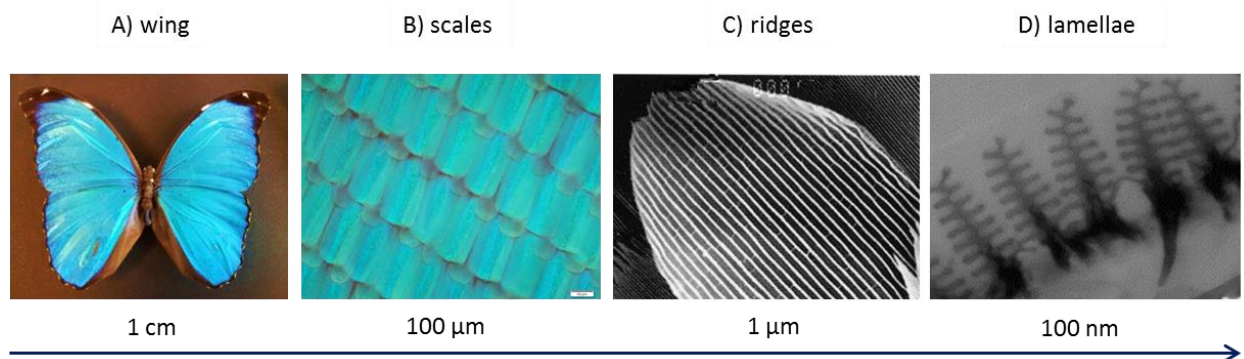 A) wing
B) scales
C) ridges
D) lamellae
1 cm
100 µm
1 µm
100 nm